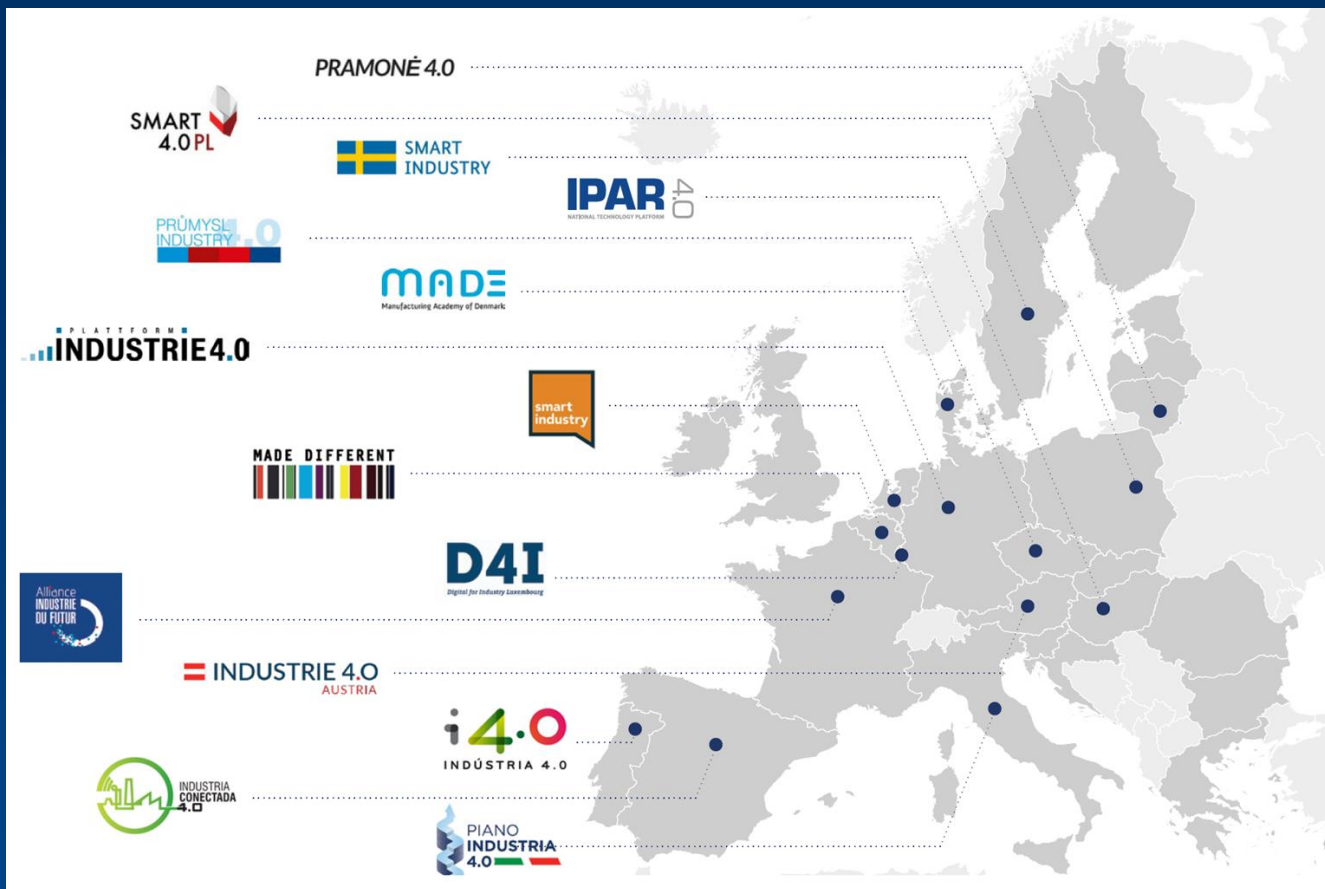 PRAMONĖ 4.0
SMART
4.0 PL
SMART
INDUSTRY
IPAR 4.0
NATIONAL TECHNOLOGY PLATFORM
PRŮMYSL 4.0
INDUSTRY
MADE
Manufacturing Academy of Denmark
PLATTFORM
INDUSTRIE4.0
smart
industry
MADE DIFFERENT
D4I
Digital for Industry Luxembourg
Alliance
INDUSTRIE
DU FUTUR
INDUSTRIE 4.0
AUSTRIA
i4.0
INDÚSTRIA 4.0
INDUSTRIA
CONECTADA
4.0
PIANO
INDUSTRIA
4.0